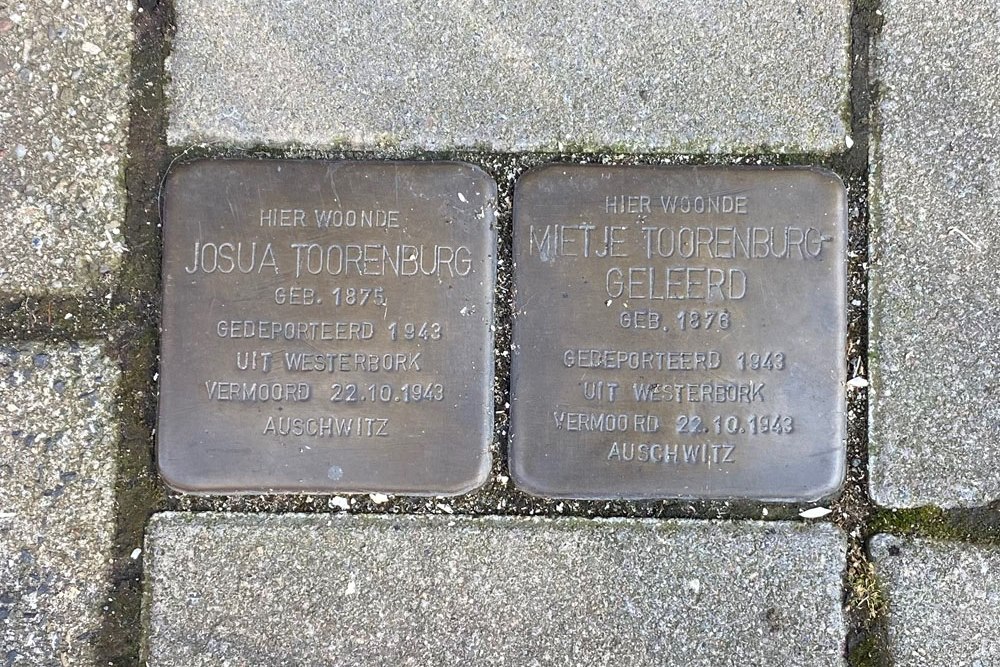 HIER WOONDE
JOSUA TOORENBURG
GEB. 1875
GEDEPORTEERD 1943
UIT WESTERBORK
VERMOORD 22.10.1943
AUSCHWITZ
HIER WOONDE
MIETJE TOORENBURG-
GELEERD
GEB. 1876
GEDEPORTEERD 1943
UIT WESTERBORK
VERMOORD 22.10.1943
AUSCHWITZ